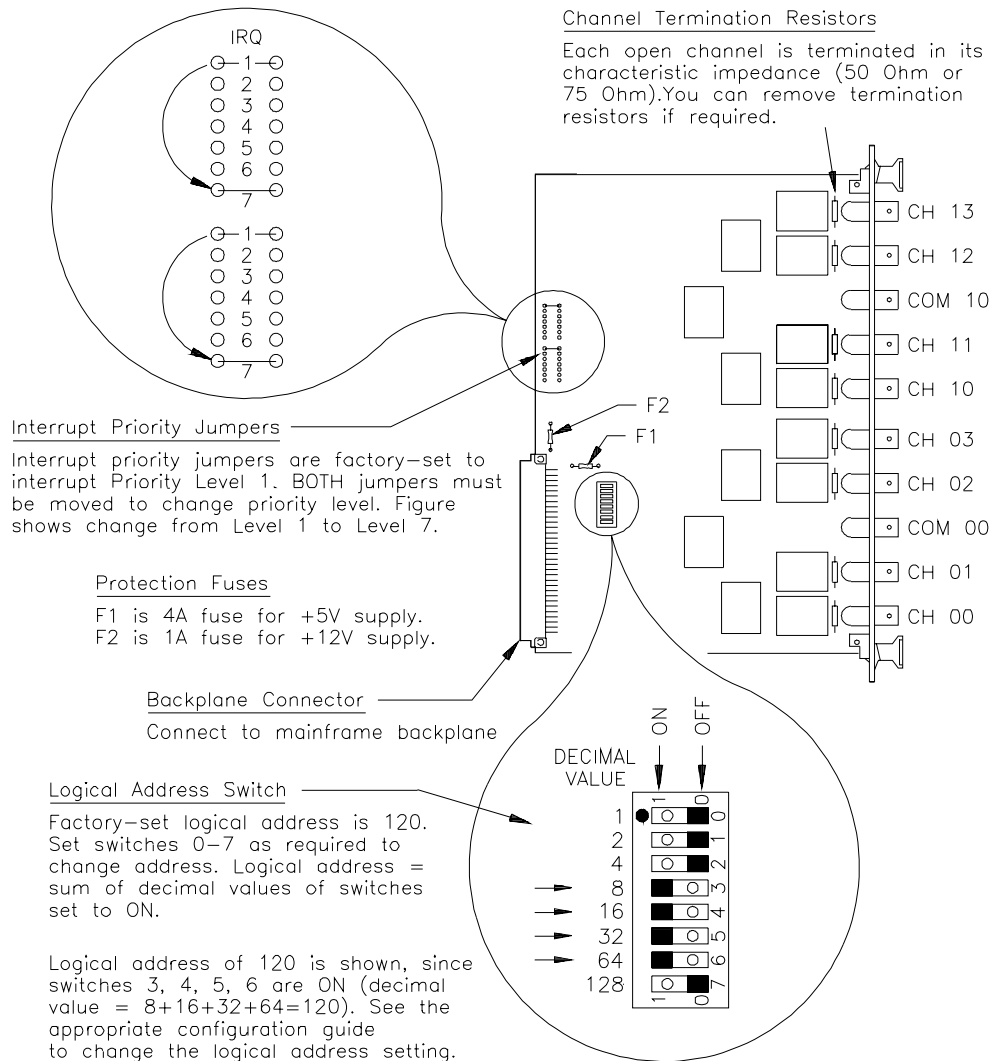 IRQ
1
2
3
4
5
6
7
1
2
3
4
5
6
7
Channel Termination Resistors
Each open channel is terminated in its
characteristic impedance (50 Ohm or
75 Ohm).You can remove termination
resistors if required.
CH 13
CH 12
COM 10
CH 11
CH 10
CH 03
CH 02
COM 00
CH 01
CH 00
F2
F1
Interrupt Priority Jumpers
Interrupt priority jumpers are factory-set to
interrupt Priority Level 1. BOTH jumpers must
be moved to change priority level. Figure
shows change from Level 1 to Level 7.
Protection Fuses
F1 is 4A fuse for +5V supply.
F2 is 1A fuse for +12V supply.
Backplane Connector
Connect to mainframe backplane
Logical Address Switch
Factory-set logical address is 120.
Set switches 0-7 as required to
change address. Logical address =
sum of decimal values of switches
set to ON.
Logical address of 120 is shown, since
switches 3, 4, 5, 6 are ON (decimal
value = 8+16+32+64=120). See the
appropriate configuration guide
to change the logical address setting.
ON OFF
DECIMAL
VALUE
1 0
1 0
2 1
4 2
8 3
16 4
32 5
64 6
128 7
1 0